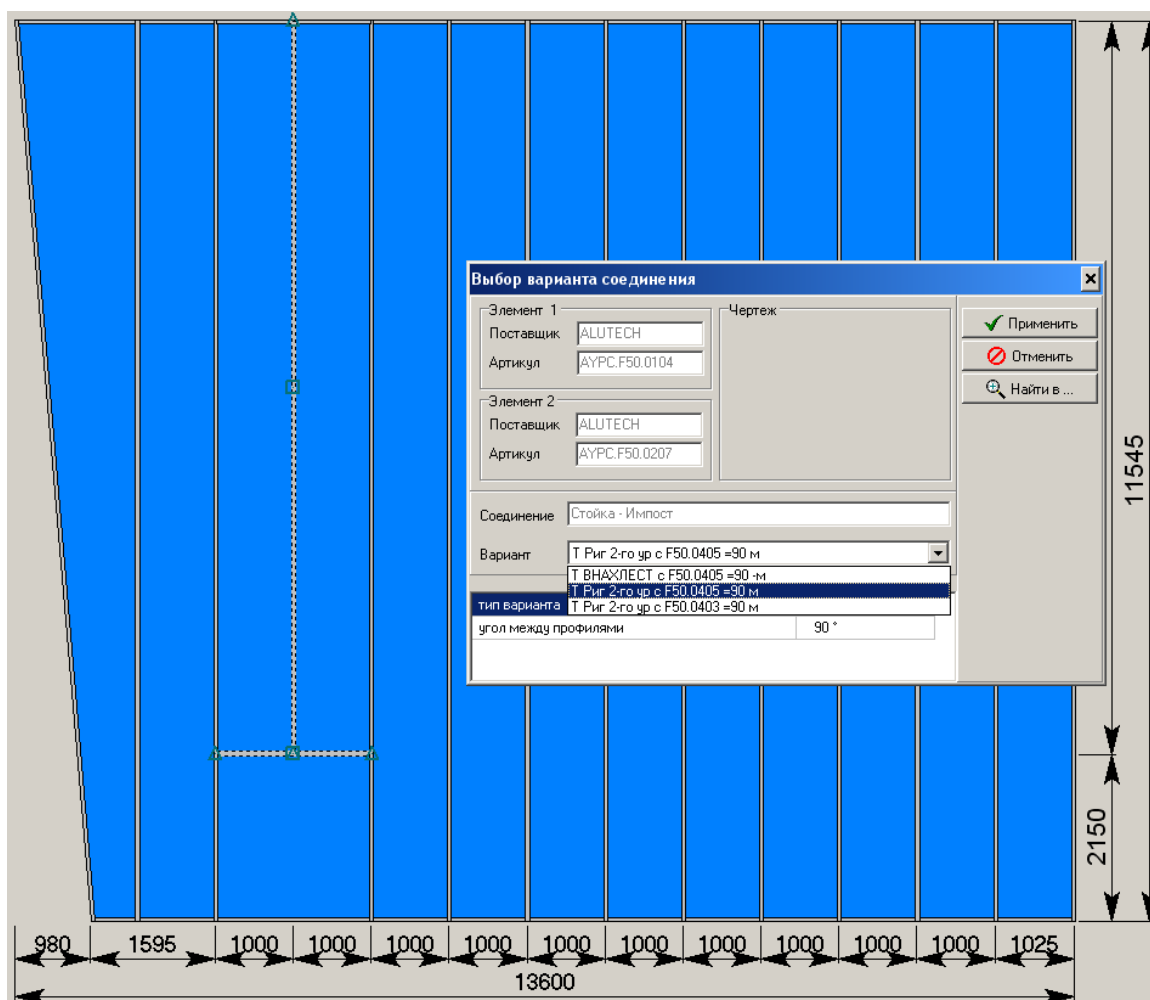 Выбор варианта соединения
Элемент 1
Поставщик ALUTECH
Артикул AYPC.F50.0104
Элемент 2
Поставщик ALUTECH
Артикул AYPC.F50.0207
Чертеж
Применить
Отменить
Найти в ...
Соединение Стойка - Импост
Вариант Т Риг 2-го ур с F50.0405 =90 м
Т ВНАХЛЕСТ с F50.0405 =90 -м
Т Риг 2-го ур с F50.0405 =90 м
Т Риг 2-го ур с F50.0403 =90 м
тип варианта
угол между профилями 90 °
11545
2150
980 1595 1000 1000 1000 1000 1000 1000 1000 1000 1000 1000 1025
13600